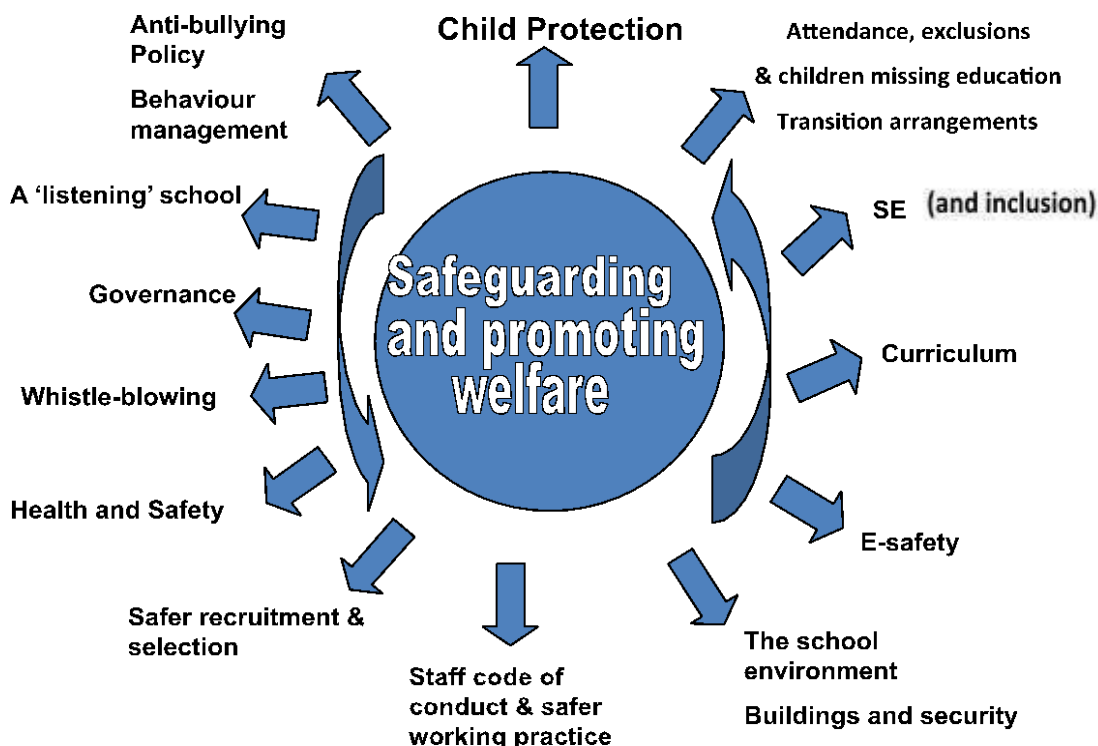 Child Protection
Attendance, exclusions
& children missing education
Transition arrangements
SE (and inclusion)
Curriculum
E-safety
The school
environment
Buildings and security
Staff code of
conduct & safer
working practice
Safer recruitment &
selection
Health and Safety
Whistle-blowing
Governance
A ‘listening’ school
Anti-bullying
Policy
Behaviour
management
Safeguarding
and promoting
welfare